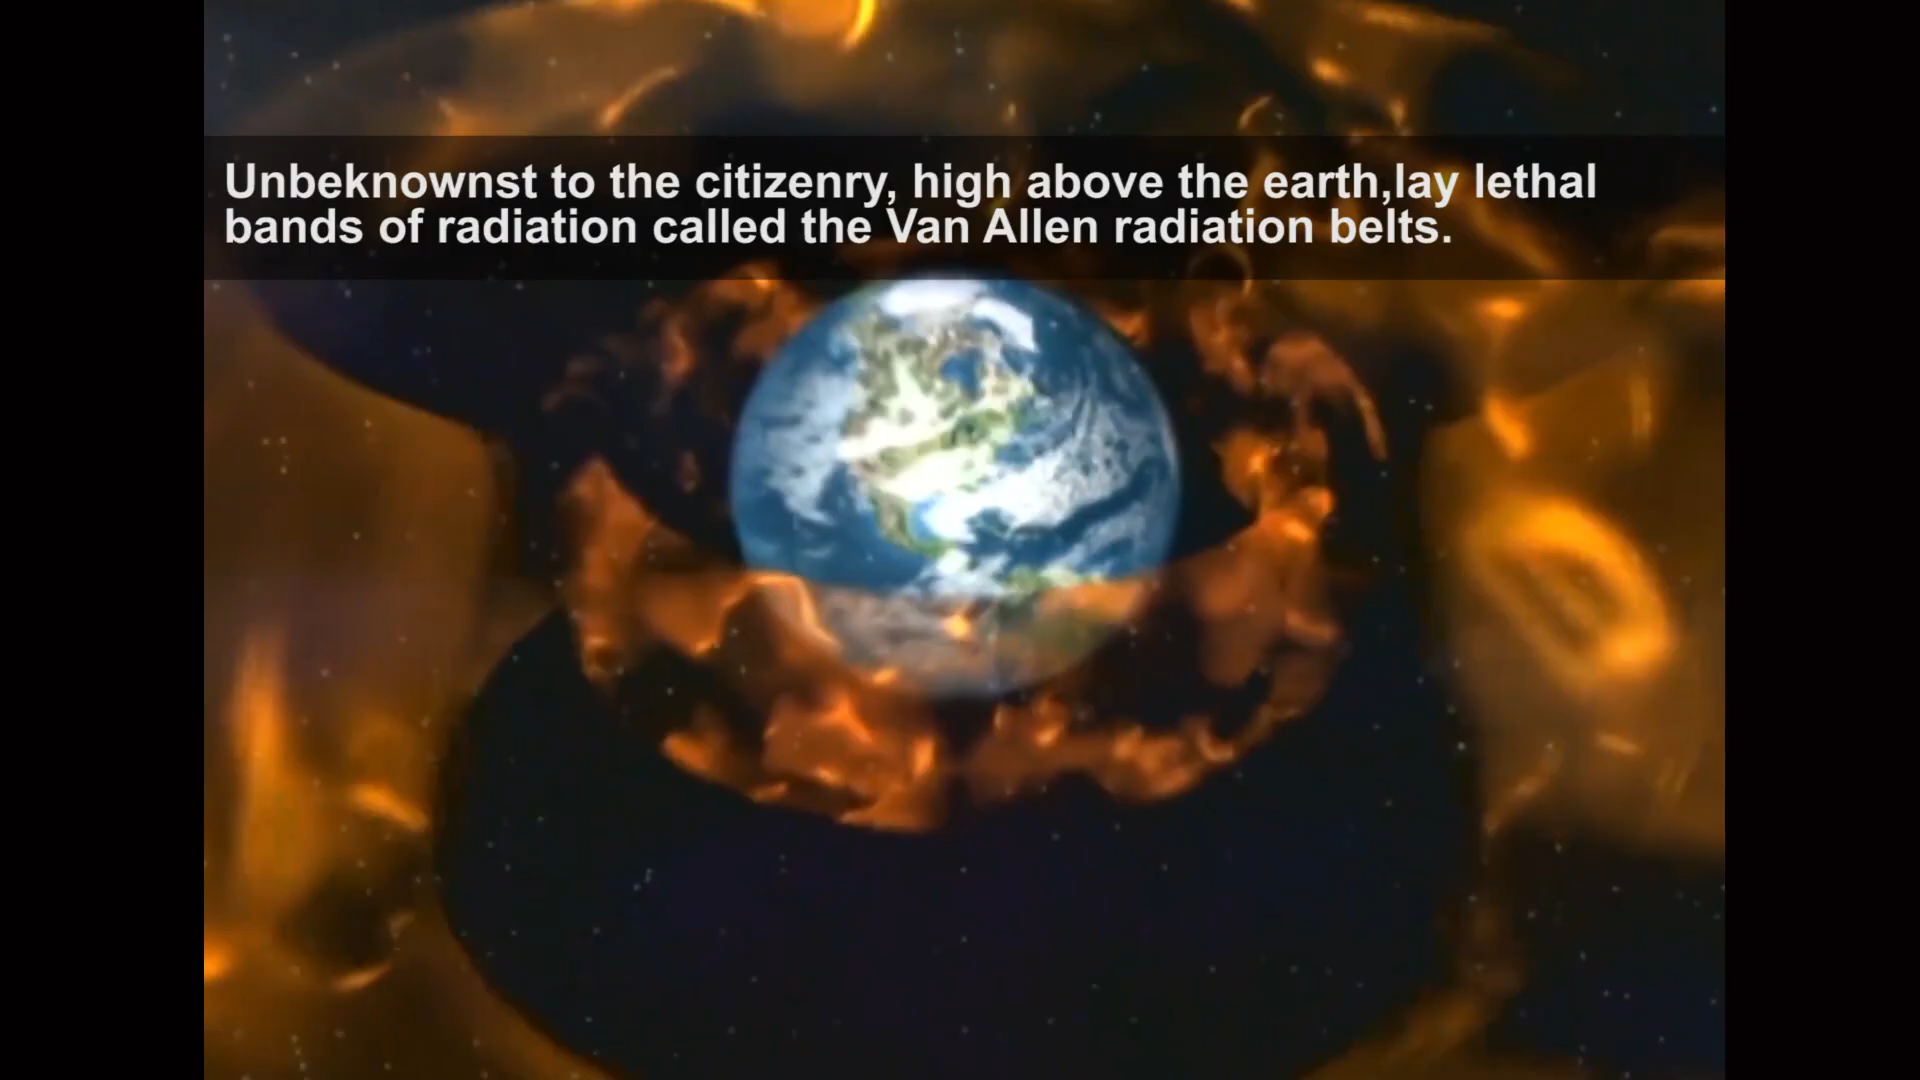 Unbeknownst to the citizenry, high above the earth,lay lethal
bands of radiation called the Van Allen radiation belts.